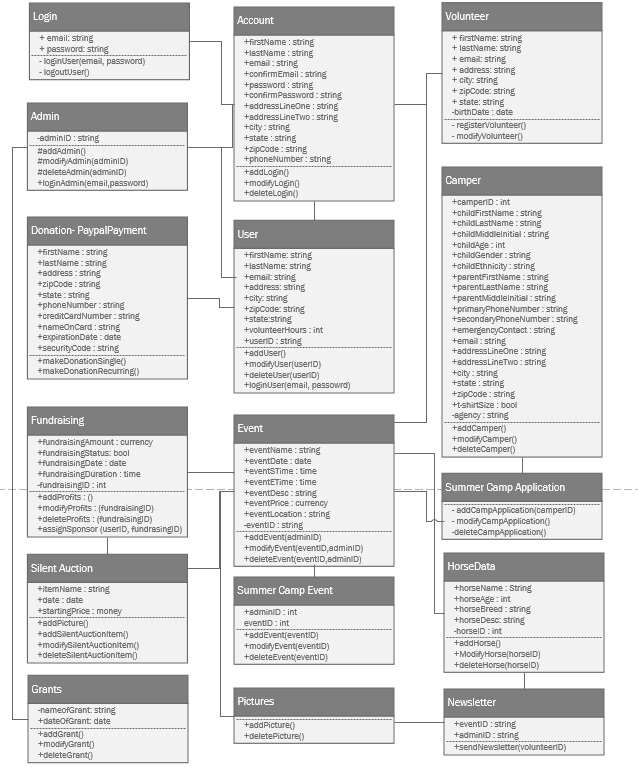 Login
+ email: string
+ password: string
- loginUser(email, password)
- logoutUser()
Admin
-adminID : string
#addAdmin()
#modifyAdmin(adminID)
#deleteAdmin(adminID)
+loginAdmin(email,password)
Donation- PaypalPayment
+firstName : string
+lastName : string
+address : string
+zipCode : string
+state : string
+phoneNumber : string
+creditCardNumber : string
+nameOnCard : string
+expirationDate : date
+securityCode : string
+makeDonationSingle()
+makeDonationRecurring()
Fundraising
+fundraisingAmount : currency
+fundraisingStatus: bool
+fundraisingDate : date
+fundraisingDuration : time
-fundraisingID : int
+addProfits : ()
+modifyProfits : (fundraisingID)
+deleteProfits : (fundraisingID)
+assignSponsor (userID, fundrasingID)
Silent Auction
+itemName : string
+date : date
+startingPrice : money
+addPicture()
+addSilentAuctionItem()
+modifySilentAuctionItem()
+deleteSilentAuctionItem()
Grants
-nameofGrant: string
+dateOfGrant: date
+addGrant()
+modifyGrant()
+deleteGrant()
Account
+firstName : string
+lastName : string
+email : string
+confirmEmail : string
+password : string
+confirmPassword : string
+addressLineOne : string
+addressLineTwo : string
+city : string
+state : string
+zipCode : string
+phoneNumber : string
+addLogin()
+modifyLogin()
+deleteLogin()
User
+firstName: string
+lastName: string
+email: string
+address: string
+city: string
+zipCode: string
+state:string
+volunteerHours : int
+userID : string
+addUser()
+modifyUser(userID)
+deleteUser(userID)
+loginUser(email, passowrd)
Event
+eventName : string
+eventDate : date
+eventSTime : time
+eventETime : time
+eventDesc : string
+eventPrice : currency
+eventLocation : string
-eventID : string
+addEvent(adminID)
+modifyEvent(eventID,adminID)
+deleteEvent(eventID,adminID)
Summer Camp Event
+adminID : int
eventID : int
+addEvent(eventID)
+modifyEvent(eventID)
+deleteEvent(eventID)
Pictures
+addPicture()
+deletePicture()
Volunteer
+ firstName: string
+ lastName: string
+ email: string
+ address: string
+ city: string
+ zipCode: string
+ state: string
-birthDate : date
- registerVolunteer()
- modifyVolunteer()
Camper
+camperID : int
+childFirstName : string
+childLastName : string
+childMiddleInitial : string
+childAge : int
+childGender : string
+childEthnicity : string
+parentFirstName : string
+parentLastName : string
+parentMiddleInitial : string
+primaryPhoneNumber : string
+secondaryPhoneNumber : string
+emergencyContact : string
+email : string
+addressLineOne : string
+addressLineTwo : string
+city : string
+state : string
+zipCode : string
+t-shirtSize : bool
-agency : string
+addCamper()
+modifyCamper()
+deleteCamper()
Summer Camp Application
- addCampApplication(camperID)
- modifyCampApplication()
-deleteCampApplication()
HorseData
+horseName : String
+horseAge : int
+horseBreed : string
+horseDesc: string
-horseID : int
+addHorse()
+ModifyHorse(horseID)
+deleteHorse(horseID)
Newsletter
+eventID : string
+adminID : string
+sendNewsletter(volunteerID)